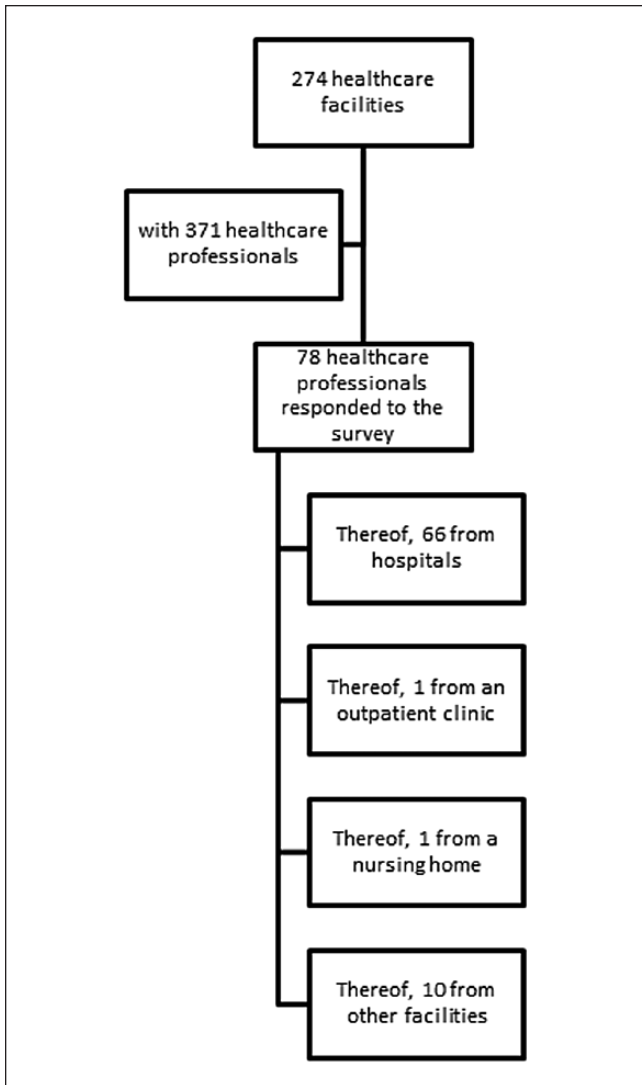 274 healthcare
facilities
with 371 healthcare
professionals
78 healthcare
professionals
responded to the
survey
Thereof, 66 from
hospitals
Thereof, 1 from an
outpatient clinic
Thereof, 1 from a
nursing home
Thereof, 10 from
other facilities